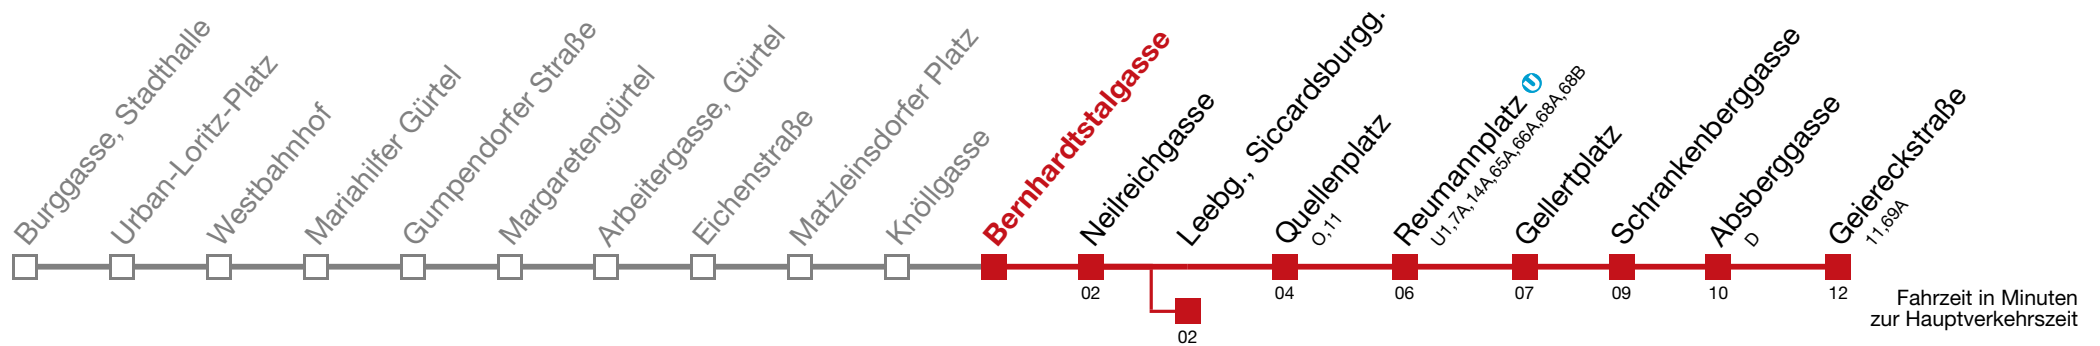 Burggasse, Stadthalle
Urban-Loritz-Platz
Westbahnhof
Mariahilfer Gürtel
Gumpendorfer Straße
Margaretengürtel
Arbeitergasse, Gürtel
Eichenstraße
Matzleinsdorfer Platz
Knöllgasse
Bernhardtstalgasse
Neilreichgasse
02
Leebg., Siccardsburgg.
02
Quellenplatz
O,11
04
Reumannplatz U
U1,7A,14A,65A,66A,68A,68B
06
Gellertplatz
07
Schrankenberggasse
09
Absberggasse
D
10
Geiereckstraße
11,69A
12
Fahrzeit in Minuten
zur Hauptverkehrszeit